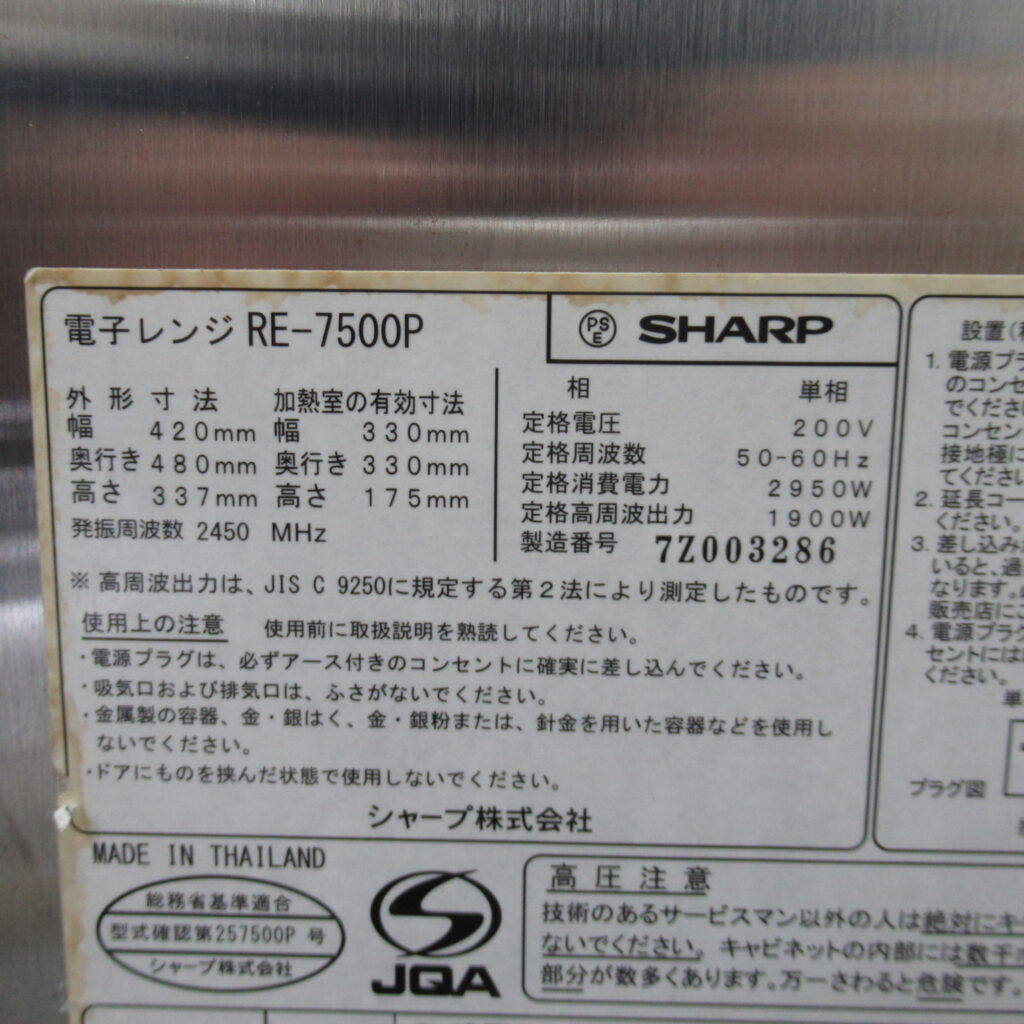 電子レンジ RE-7500P
PSE SHARP
外形寸法 加熱室の有効寸法
幅 420mm 幅 330mm
奥行き 480mm 奥行き 330mm
高さ 337mm 高さ 175mm
発振周波数 2450 MHz
相 単相
定格電圧 200V
定格周波数 50-60Hz
定格消費電力 2950W
定格高周波出力 1900W
製造番号 7Z003286
※ 高周波出力は、JIS C 9250に規定する第2法により測定したものです。
使用上の注意 使用前に取扱説明を熟読してください。
・電源プラグは、必ずアース付きのコンセントに確実に差し込んでください。
・吸気口および排気口は、ふさがないでください。
・金属製の容器、金・銀はく、金・銀粉または、針金を用いた容器などを使用し
ないでください。
・ドアにものを挟んだ状態で使用しないでください。
シャープ株式会社
設置(
1. 電源プラ
のコンセ
でくださ
コンセン
接地極に
てくださ
2. 延長コー
ください。
3. 差し込み
いると、過
なります。
販売店にご
4. 電源プラグ
セントには
ください。
単
プラグ図
MADE IN THAILAND
総務省基準適合
型式確認第257500P 号
シャープ株式会社
JQA
高圧注意
技術のあるサービスマン以外の人は絶対にキ
ないでください。キャビネットの内部には数千
部分が数多くあります。万一さわると危険です。